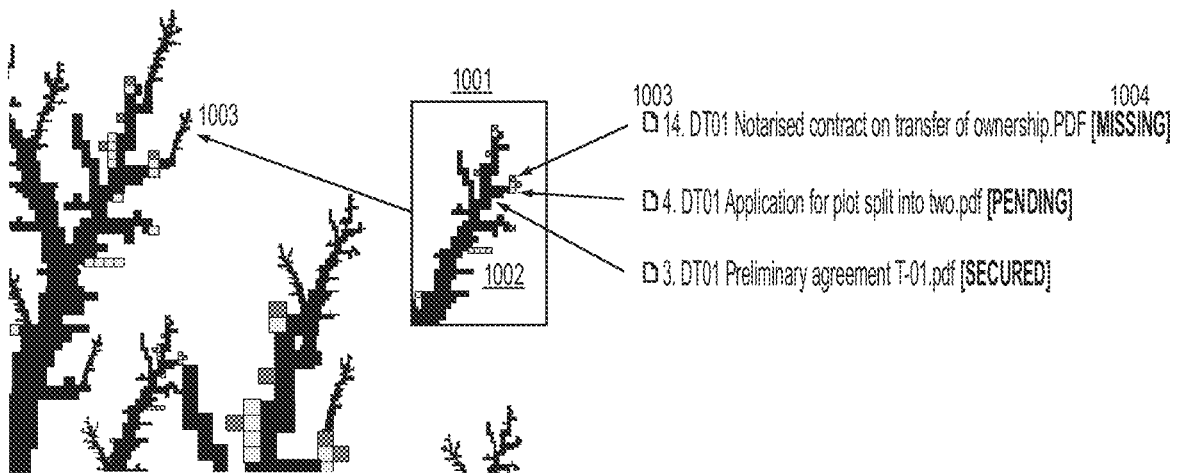 1001
1003
1004
1003
14. DT01 Notarised contract on transfer of ownership.PDF [MISSING]
4. DT01 Application for plot split into two.pdf [PENDING]
1002
3. DT01 Preliminary agreement T-01.pdf [SECURED]